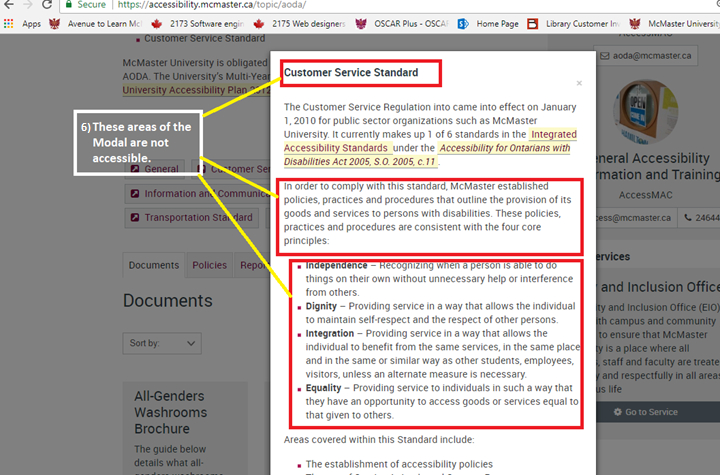 Secure https://accessibility.mcmaster.ca/topic/aoda/
Apps Avenue to Learn Mc 2173 Software engin 2175 Web designers OSCAR Plus - OSCAR Home Page Library Customer In McMaster University
Customer Service Standard
McMaster University is obligated
AODA. The University's Multi-Year
University Accessibility Plan 2012
6) These areas of the
Modal are not
accessible.
General Customer Ser
Information and Communica
Transportation Standard
Documents Policies Repor
Documents
Sort by:
All-Genders
Washrooms
Brochure
The guide below
details what all-
Customer Service Standard
×
The Customer Service Regulation into came into effect on January
1, 2010 for public sector organizations such as McMaster
University. It currently makes up 1 of 6 standards in the Integrated
Accessibility Standards under the Accessibility for Ontarians with
Disabilities Act 2005, S.O. 2005, c.11.
In order to comply with this standard, McMaster established
policies, practices and procedures that outline the provision of its
goods and services to persons with disabilities. These policies,
practices and procedures are consistent with the four core
principles:
Independence – Recognizing when a person is able to do
things on their own without unnecessary help or interference
from others.
Dignity – Providing service in a way that allows the individual
to maintain self-respect and the respect of other persons.
Integration – Providing service in a way that allows the
individual to benefit from the same services, in the same place
and in the same or similar way as other students, employees,
visitors, unless an alternate measure is necessary.
Equality – Providing service to individuals in such a way that
they have an opportunity to access goods or services equal to
that given to others.
Areas covered within this Standard include:
The establishment of accessibility policies
aoda@mcmaster.ca
OPEN
eneral Accessibility
ormation and Training
AccessMAC
cess@mcmaster.ca 24644
ervices
y and Inclusion Office
ity and Inclusion Office (EIO)
with campus and community
s to ensure that McMaster
ity is a place where all
s, staff and faculty are treated
y and respectfully in all areas
us life
Go to Service